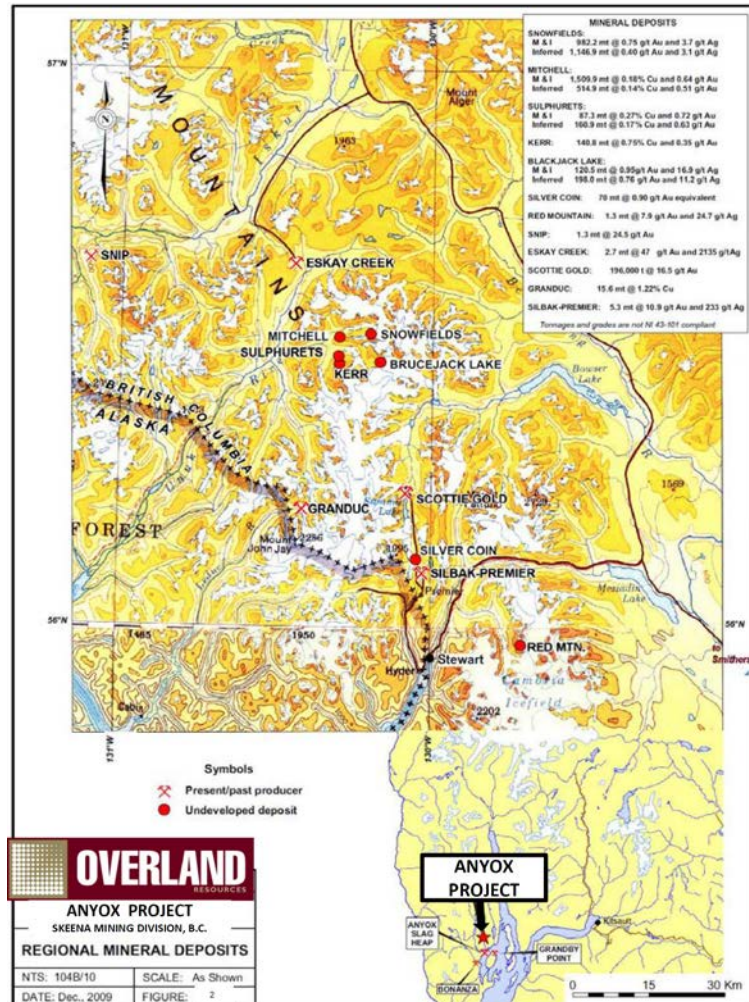 MINERAL DEPOSITS
SNOWFIELDS:
M & I 982.2 mt @ 0.75 g/t Au and 3.7 g/t Ag
Inferred 1,146.9 mt @ 0.40 g/t Au and 3.1 g/t Ag
MITCHELL:
M & I 1,509.9 mt @ 0.18% Cu and 0.64 g/t Au
Inferred 514.9 mt @ 0.14% Cu and 0.51 g/t Au
SULPHURETS:
M & I 87.3 mt @ 0.27% Cu and 0.72 g/t Au
Inferred 160.9 mt @ 0.17% Cu and 0.63 g/t Au
KERR: 140.8 mt @ 0.75% Cu and 0.35 g/t Au
BLACKJACK LAKE:
M & I 120.5 mt @ 0.95g/t Au and 16.9 g/t Ag
Inferred 198.0 mt @ 0.76 g/t Au and 11.2 g/t Ag
SILVER COIN: 70 mt @ 0.90 g/t Au equivalent
RED MOUNTAIN: 1.3 mt @ 7.9 g/t Au and 24.7 g/t Ag
SNIP: 1.3 mt @ 24.5 g/t Au
ESKAY CREEK: 2.7 mt @ 47 g/t Au and 2135 g/tAg
SCOTTIE GOLD: 196,000 t @ 16.5 g/t Au
GRANDUC: 15.6 mt @ 1.22% Cu
SILBAK-PREMIER: 5.3 mt @ 10.9 g/t Au and 233 g/t Ag
Tonnages and grades are not NI 43-101 compliant
131°W
130°W
57°N
Creek
Mount
Alger
MOUNTAINS
Iskut
1965
SNIP
ESKAY CREEK
MITCHELL
SNOWFIELDS
SULPHURETS
KERR
BRUCEJACK LAKE
Bowser
Lake
BRITISH COLUMBIA
ALASKA
R
1569
SCOTTIE GOLD
GRANDUC
Lake
FOREST
Mount
John Jay
SILVER COIN
SILBAK-PREMIER
Premier
Meziadin
Lake
56°N
56°N
1950
RED MTN.
to
Smithers
Stewart
Hyder
Cambria
Icefield
2202
131°W
130°W
Symbols
Present/past producer
Undeveloped deposit
OVERLAND
RESOURCES
ANYOX PROJECT
SKEENA MINING DIVISION, B.C.
REGIONAL MINERAL DEPOSITS
NTS: 104B/10
SCALE: As Shown
DATE: Dec., 2009
FIGURE: 2
ANYOX
PROJECT
ANYOX
SLAG
HEAP
GRANDBY
POINT
BONANZA
Kitsault
0 15 30 Km